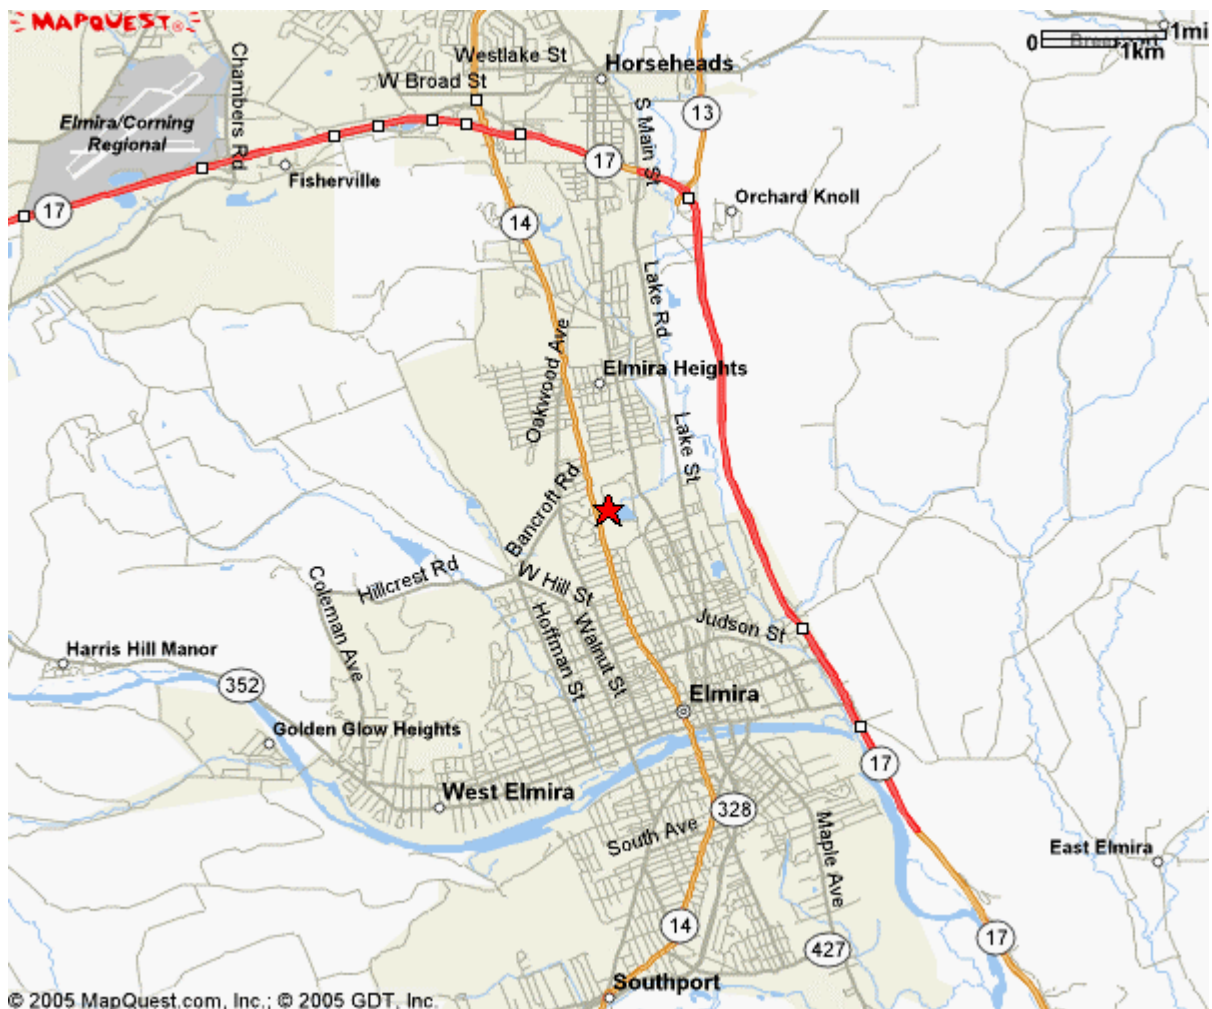 MAPQUEST
®
0
1mi
1km
Breesport
Westlake St
Horseheads
W Broad St
Chambers Rd
13
Elmira/Corning
Regional
S Main St
17
Fisherville
Orchard Knoll
17
14
Lake Rd
Oakwood Ave
Elmira Heights
Lake St
Bancroft Rd
Hillcrest Rd
W Hill St
Coleman Ave
Hoffman St
Walnut St
Judson St
Harris Hill Manor
352
Elmira
Golden Glow Heights
17
West Elmira
328
South Ave
Maple Ave
East Elmira
14
17
427
Southport
© 2005 MapQuest.com, Inc.; © 2005 GDT, Inc.